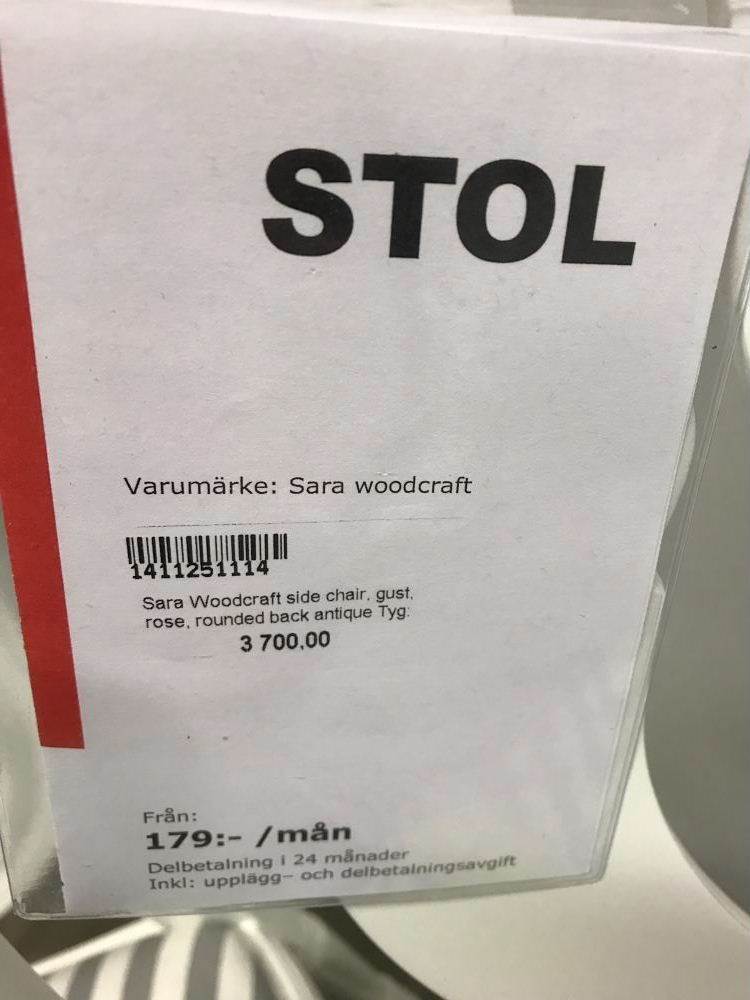 STOL
Varumärke: Sara woodcraft
1411251114
Sara Woodcraft side chair, gust,
rose, rounded back antique Tyg:
3 700,00
Från:
179:- /mån
Delbetalning i 24 månader
Inkl: upplägg- och delbetalningsavgift